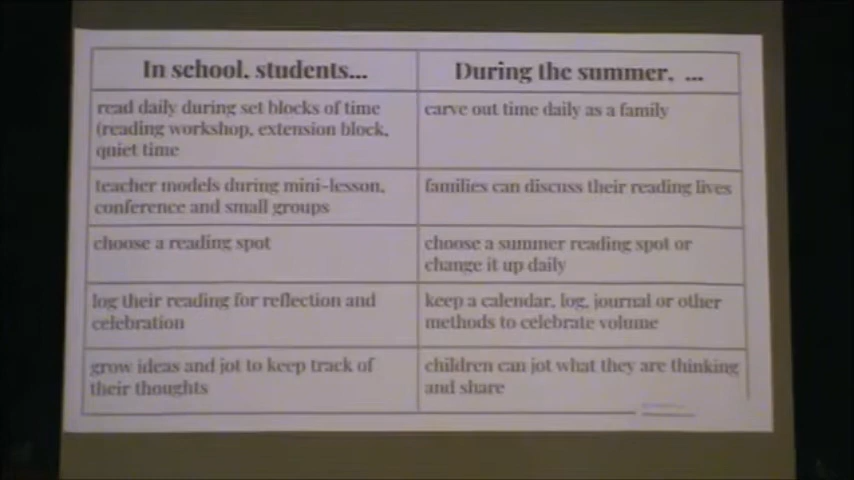 In school, students...
During the summer, ...
read daily during set blocks of time
(reading workshop, extension block,
quiet time
carve out time daily as a family
teacher models during mini-lesson,
conference and small groups
families can discuss their reading lives
choose a reading spot
choose a summer reading spot or
change it up daily
log their reading for reflection and
celebration
keep a calendar, log, journal or other
methods to celebrate volume
grow ideas and jot to keep track of
their thoughts
children can jot what they are thinking
and share